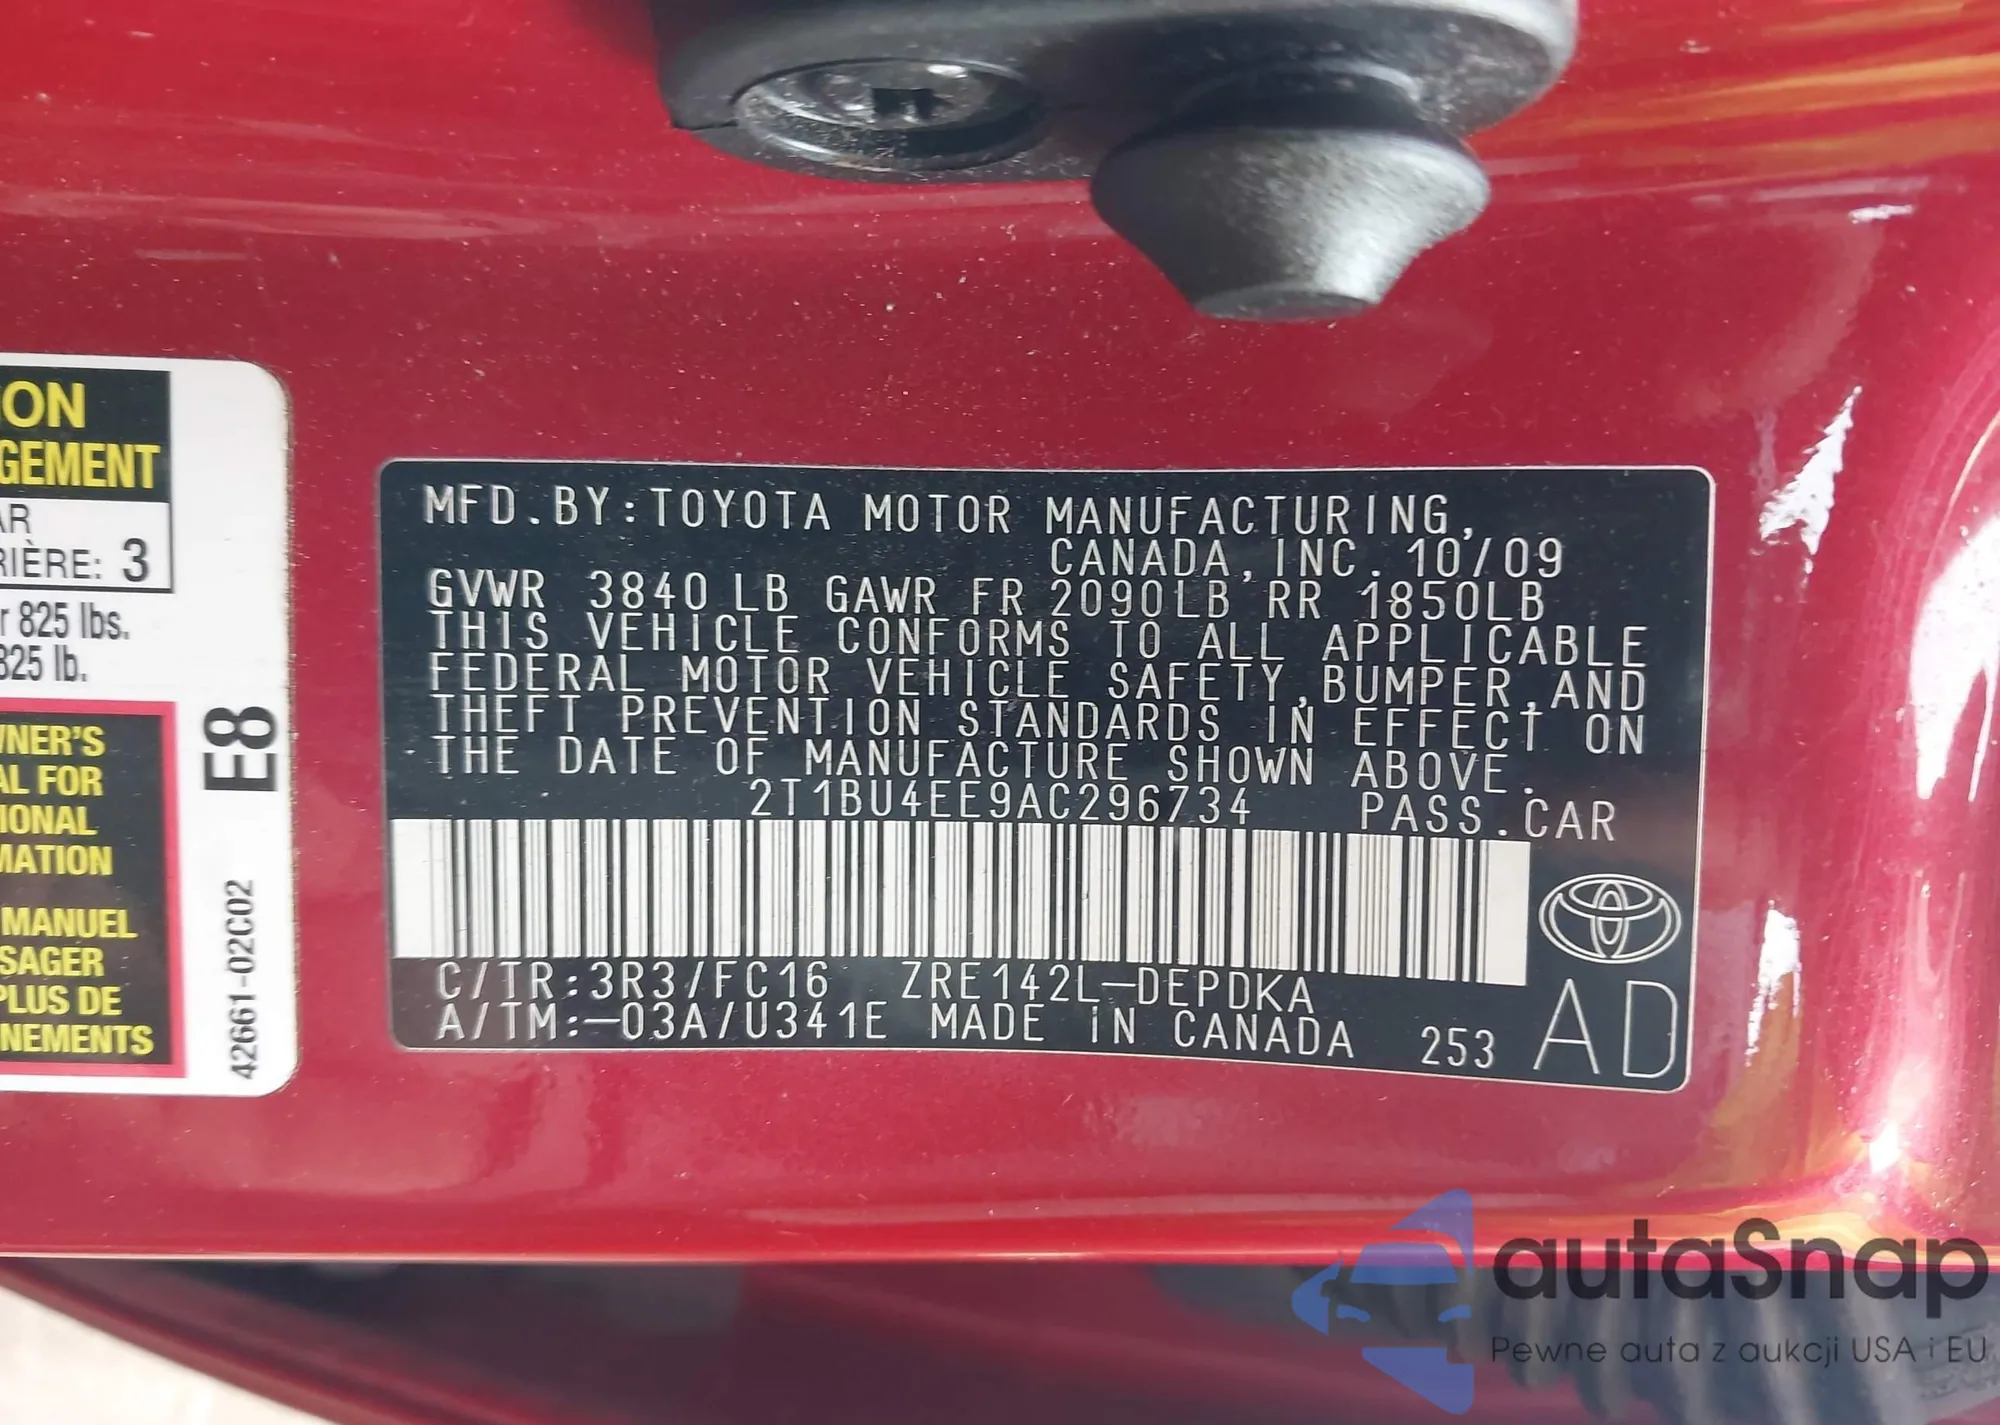 ION
GEMENT
AR
RIÈRE: 3
r 825 lbs.
825 lb.
WNER'S
AL FOR
IONAL
MATION
MANUEL
SAGER
PLUS DE
NEMENTS
E8
42661-02C02
MFD.BY:TOYOTA MOTOR MANUFACTURING,
CANADA,INC. 10/09
GVWR 3840 LB GAWR FR 2090LB RR 1850LB
THIS VEHICLE CONFORMS TO ALL APPLICABLE
FEDERAL MOTOR VEHICLE SAFETY,BUMPER,AND
THEFT PREVENTION STANDARDS IN EFFECT ON
THE DATE OF MANUFACTURE SHOWN ABOVE.
2T1BU4EE9AC296734 PASS.CAR
C/TR:3R3/FC16 ZRE142L-DEPDKA
A/TM:-03A/U341E MADE IN CANADA 253 AD
autaSnap
Pewne auta z aukcji USA i EU